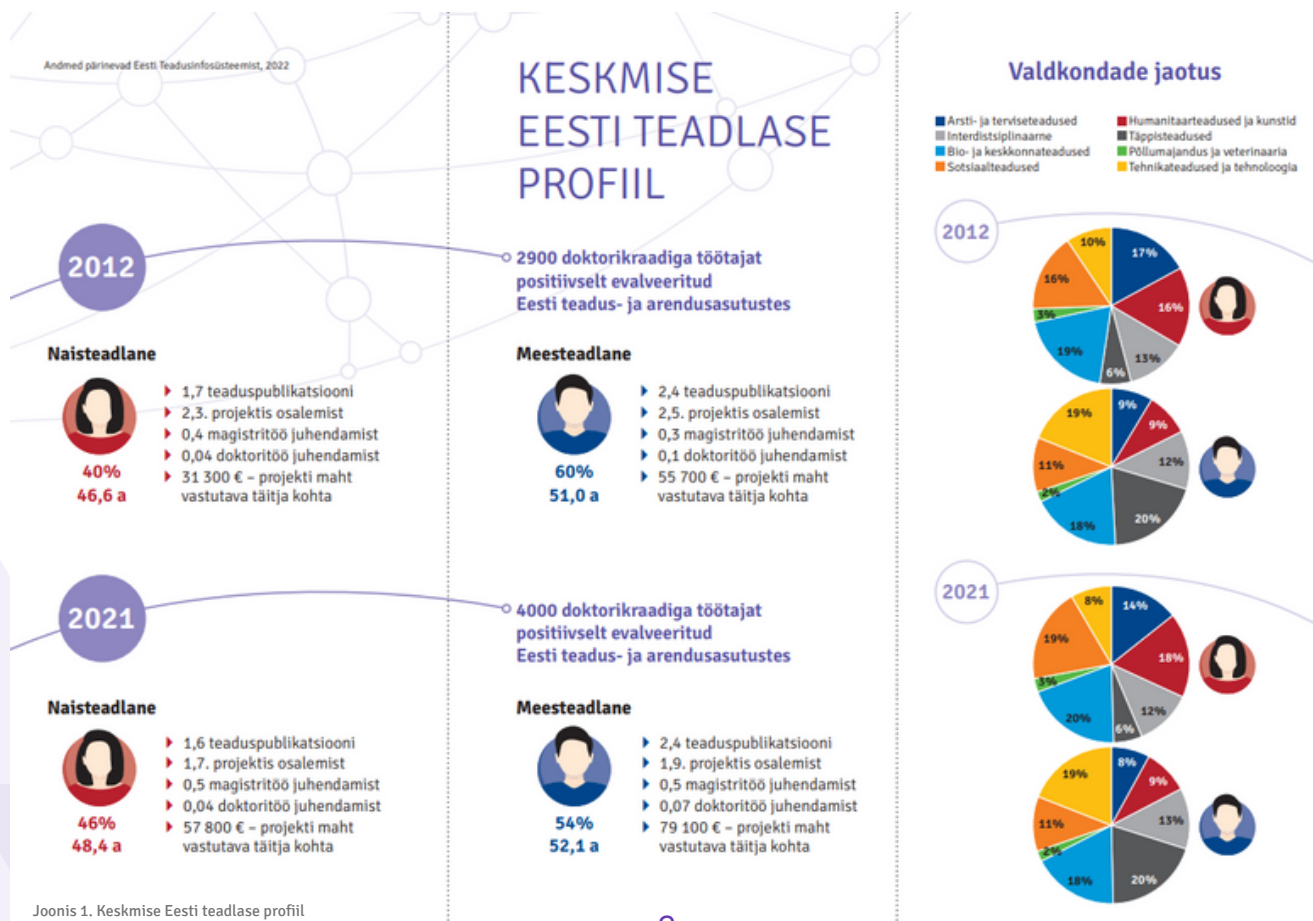 Andmed pärinevad Eesti Teadusinfosüsteemist, 2022
KESKMISE
EESTI TEADLASE
PROFIIL
2012
2900 doktorikraadiga töötajat
positiivselt evalveeritud
Eesti teadus- ja arendusasutustes
Naisteadlane
1,7 teaduspublikatsiooni
2,3. projektis osalemist
0,4 magistritöö juhendamist
0,04 doktoritöö juhendamist
31 300 € – projekti maht
vastutava täitja kohta
40%
46,6 a
Meesteadlane
2,4 teaduspublikatsiooni
2,5. projektis osalemist
0,3 magistritöö juhendamist
0,1 doktoritöö juhendamist
55 700 € – projekti maht
vastutava täitja kohta
60%
51,0 a
2021
4000 doktorikraadiga töötajat
positiivselt evalveeritud
Eesti teadus- ja arendusasutustes
Naisteadlane
1,6 teaduspublikatsiooni
1,7. projektis osalemist
0,5 magistritöö juhendamist
0,04 doktoritöö juhendamist
57 800 € – projekti maht
vastutava täitja kohta
46%
48,4 a
Meesteadlane
2,4 teaduspublikatsiooni
1,9. projektis osalemist
0,5 magistritöö juhendamist
0,07 doktoritöö juhendamist
79 100 € – projekti maht
vastutava täitja kohta
54%
52,1 a
Valdkondade jaotus
Arsti- ja terviseteadused
Interdistsiplinaarne
Bio- ja keskkonnateadused
Sotsiaalteadused
Humanitaarteadused ja kunstid
Täppisteadused
Põllumajandus ja veterinaaria
Tehnikateadused ja tehnoloogia
2012
10%
17%
16%
16%
3%
19%
13%
6%
19%
9%
9%
11%
12%
2%
18%
20%
2021
8%
14%
19%
18%
3%
20%
12%
6%
19%
8%
9%
11%
13%
2%
18%
20%
Joonis 1. Keskmise Eesti teadlase profiil